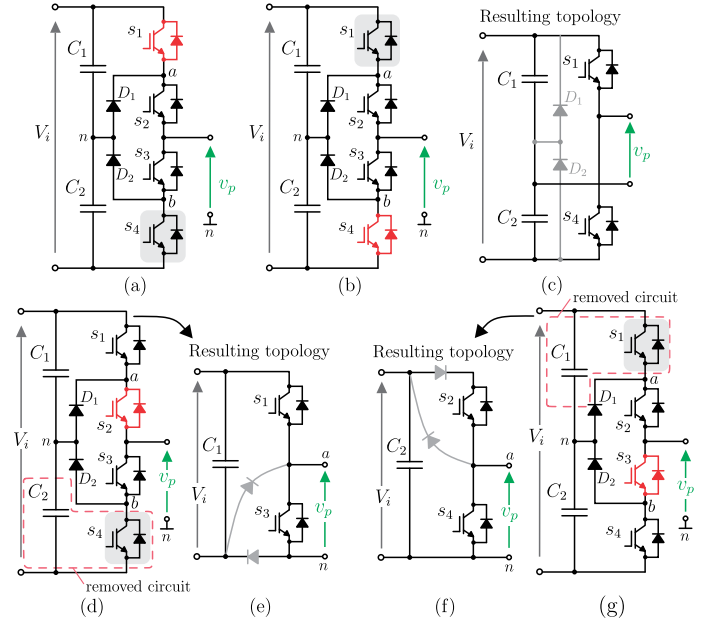 s1
C1
a
D1
s2
Vi
n
s3
D2
vp
C2
b
s4
n
(a)
s1
C1
a
D1
s2
Vi
n
s3
D2
vp
C2
b
s4
n
(b)
Resulting topology
s1
C1
D1
Vi
vp
D2
C2
s4
(c)
s1
C1
a
D1
s2
Vi
n
s3
D2
vp
C2
b
s4
n
removed circuit
(d)
Resulting topology
s1
C1
a
Vi
s3
vp
n
(e)
Resulting topology
s2
C2
a
Vi
s4
vp
n
(f)
removed circuit
s1
C1
a
D1
s2
Vi
n
s3
D2
vp
C2
b
s4
n
(g)